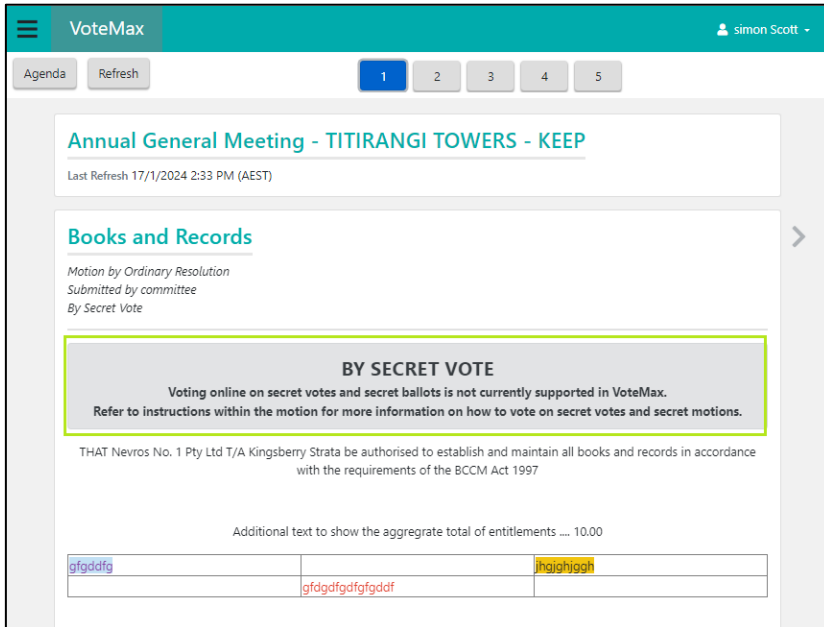 VoteMax
simon Scott
Agenda Refresh 1 2 3 4 5
Annual General Meeting - TITIRANGI TOWERS - KEEP
Last Refresh 17/1/2024 2:33 PM (AEST)
Books and Records
Motion by Ordinary Resolution
Submitted by committee
By Secret Vote
BY SECRET VOTE
Voting online on secret votes and secret ballots is not currently supported in VoteMax.
Refer to instructions within the motion for more information on how to vote on secret votes and secret motions.
THAT Nevros No. 1 Pty Ltd T/A Kingsberry Strata be authorised to establish and maintain all books and records in accordance
with the requirements of the BCCM Act 1997
Additional text to show the aggregrate total of entitlements .... 10.00
gfgddfg jhgjghjggh
gfdgdfgdfgfgddf